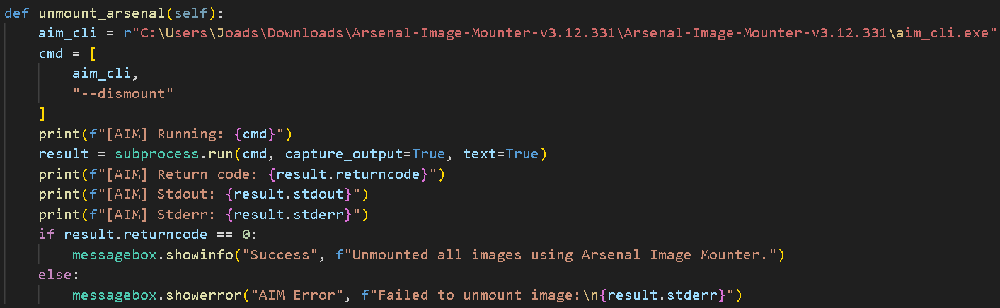 def unmount_arsenal(self):
    aim_cli = r"C:\Users\Joads\Downloads\Arsenal-Image-Mounter-v3.12.331\Arsenal-Image-Mounter-v3.12.331\aim_cli.exe"
    cmd = [
        aim_cli,
        "--dismount"
    ]
    print(f"[AIM] Running: {cmd}")
    result = subprocess.run(cmd, capture_output=True, text=True)
    print(f"[AIM] Return code: {result.returncode}")
    print(f"[AIM] Stdout: {result.stdout}")
    print(f"[AIM] Stderr: {result.stderr}")
    if result.returncode == 0:
        messagebox.showinfo("Success", f"Unmounted all images using Arsenal Image Mounter.")
    else:
        messagebox.showerror("AIM Error", f"Failed to unmount image:\n{result.stderr}")